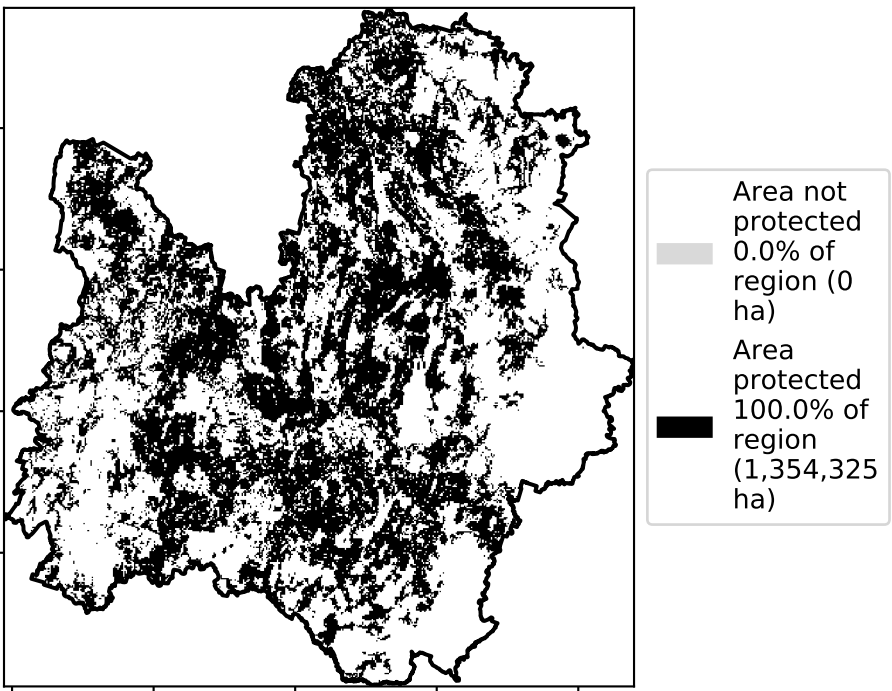 Area not
protected
0.0% of
region (0
ha)
Area
protected
100.0% of
region
(1,354,325
ha)